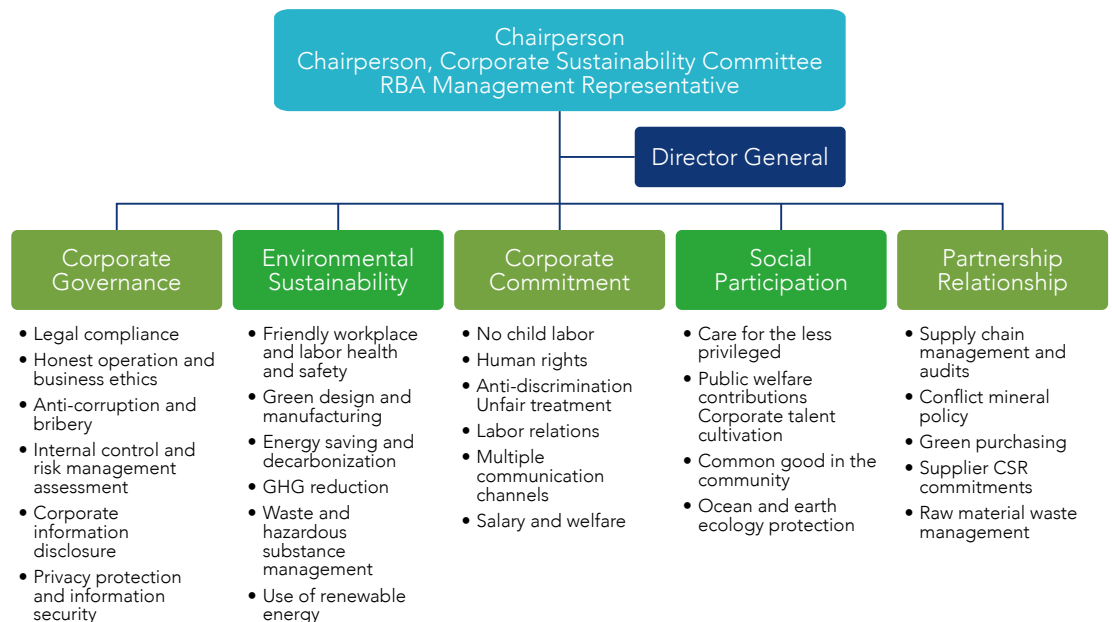 Chairperson
Chairperson, Corporate Sustainability Committee
RBA Management Representative
Director General
Corporate
Governance
• Legal compliance
• Honest operation and
business ethics
• Anti-corruption and
bribery
• Internal control and
risk management
assessment
• Corporate
information
disclosure
• Privacy protection
and information
security
Environmental
Sustainability
• Friendly workplace
and labor health
and safety
• Green design and
manufacturing
• Energy saving and
decarbonization
• GHG reduction
• Waste and
hazardous
substance
management
• Use of renewable
energy
Corporate
Commitment
• No child labor
• Human rights
• Anti-discrimination
Unfair treatment
• Labor relations
• Multiple
communication
channels
• Salary and welfare
Social
Participation
• Care for the less
privileged
• Public welfare
contributions
Corporate talent
cultivation
• Common good in the
community
• Ocean and earth
ecology protection
Partnership
Relationship
• Supply chain
management and
audits
• Conflict mineral
policy
• Green purchasing
• Supplier CSR
commitments
• Raw material waste
management